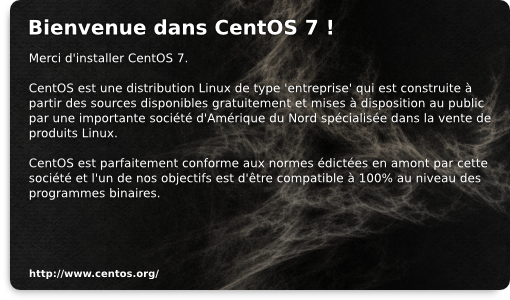 Bienvenue dans CentOS 7 !
Merci d'installer CentOS 7.
CentOS est une distribution Linux de type 'entreprise' qui est construite à
partir des sources disponibles gratuitement et mises à disposition au public
par une importante société d'Amérique du Nord spécialisée dans la vente de
produits Linux.
CentOS est parfaitement conforme aux normes édictées en amont par cette
société et l'un de nos objectifs est d'être compatible à 100% au niveau des
programmes binaires.
http://www.centos.org/